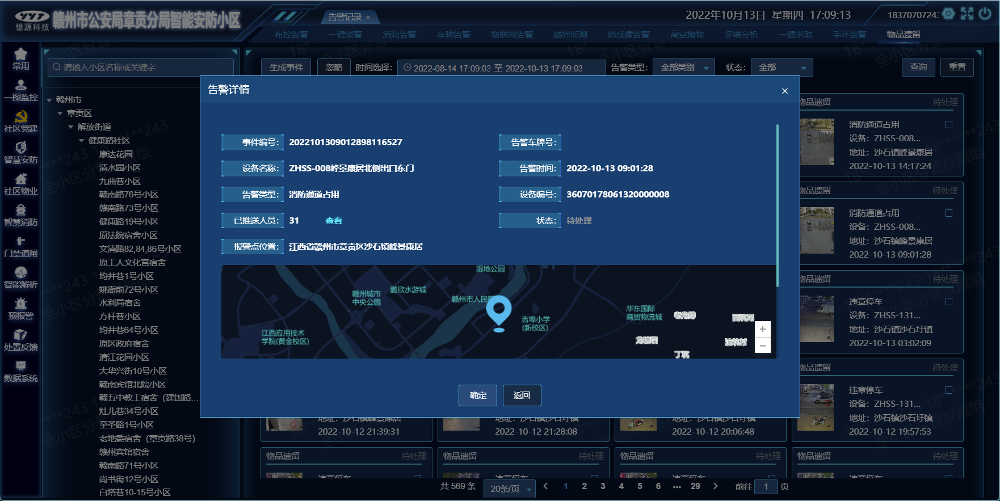 YYLT
憶源科技
赣州市公安局章贡分局智能安防小区
告警记录 ×
2022年10月13日 星期四 17:09:13
1837070724
布控告警 一键报警 消防告警 车辆告警 物联网告警 越界侦测 热成像告警 高空抛物 多维分析 一键求助 手环告警 物品遗留
常用
一图监控
社区党建
智慧安防
社区物业
智慧消防
门禁道闸
智能解析
预报警
处置反馈
数据系统
请输入小区名称或关键字
赣州市
章贡区
解放街道
健康路社区
康达花园
清水园小区
九曲巷小区
赣南路76号小区
赣南路73号小区
健康路19号小区
原法院宿舍小区
文清路82,84,86号小区
原工人文化宫宿舍
均井巷1号小区
姚衙前72号小区
水利局宿舍
方杆巷小区
均井巷64号小区
原区政府宿舍
清江花园小区
大华兴街10号小区
赣南宾馆北院小区
赣五中教工宿舍（建国路...
灶儿巷34号小区
至圣路1号小区
老地委宿舍（章贡路38号）
赣州宾馆宿舍
赣南路71号小区
尚书街12号小区
白塔巷10-15号小区
生成事件 忽略 时间选择: 2022-08-14 17:09:03 至 2022-10-13 17:09:03 告警类型: 全部类别 状态: 全部 查询 重置
告警详情 ×
事件编号: 2022101309012898116527
告警车牌号:
设备名称: ZHSS-008峰景康居北侧出口东门
告警时间: 2022-10-13 09:01:28
告警类型: 消防通道占用
设备编号: 36070178061320000008
已推送人员: 31 查看
状态: 待处理
报警点位置: 江西省赣州市章贡区沙石镇峰景康居
湿地公园
赣州城市
中央公园
鹏欣水游城
赣州市人民医
吉埠小学
(新校区)
江西应用技术
学院(黄金校区)
华东国际
商贸物流城
老角排
西坑尾
龙塘围
流坑村
丁筑
+
−
确定 返回
物品遗留 待处理
消防通道占用
设备：ZHSS-008...
地址：沙石镇峰景康居
2022-10-13 14:17:24
物品遗留 待处理
消防通道占用
设备：ZHSS-008...
地址：沙石镇峰景康居
2022-10-13 09:01:28
物品遗留 待处理
违章停车
设备：ZHSS-131...
地址：沙石镇沙石圩镇
2022-10-13 03:02:09
物品遗留 待处理
违章停车
设备：ZHSS-131...
地址：沙石镇沙石圩镇
2022-10-12 19:57:53
地址：沙石镇峰景康居
2022-10-12 21:39:31
地址：沙石镇沙石圩镇
2022-10-12 21:28:08
地址：沙石镇沙石圩镇
2022-10-12 20:06:48
物品遗留 待处理
违章停车
物品遗留 待处理
违章停车
物品遗留 待处理
违章停车
物品遗留 待处理
违章停车
共 569 条 20条/页 1 2 3 4 5 6 ... 29 前往 1 页